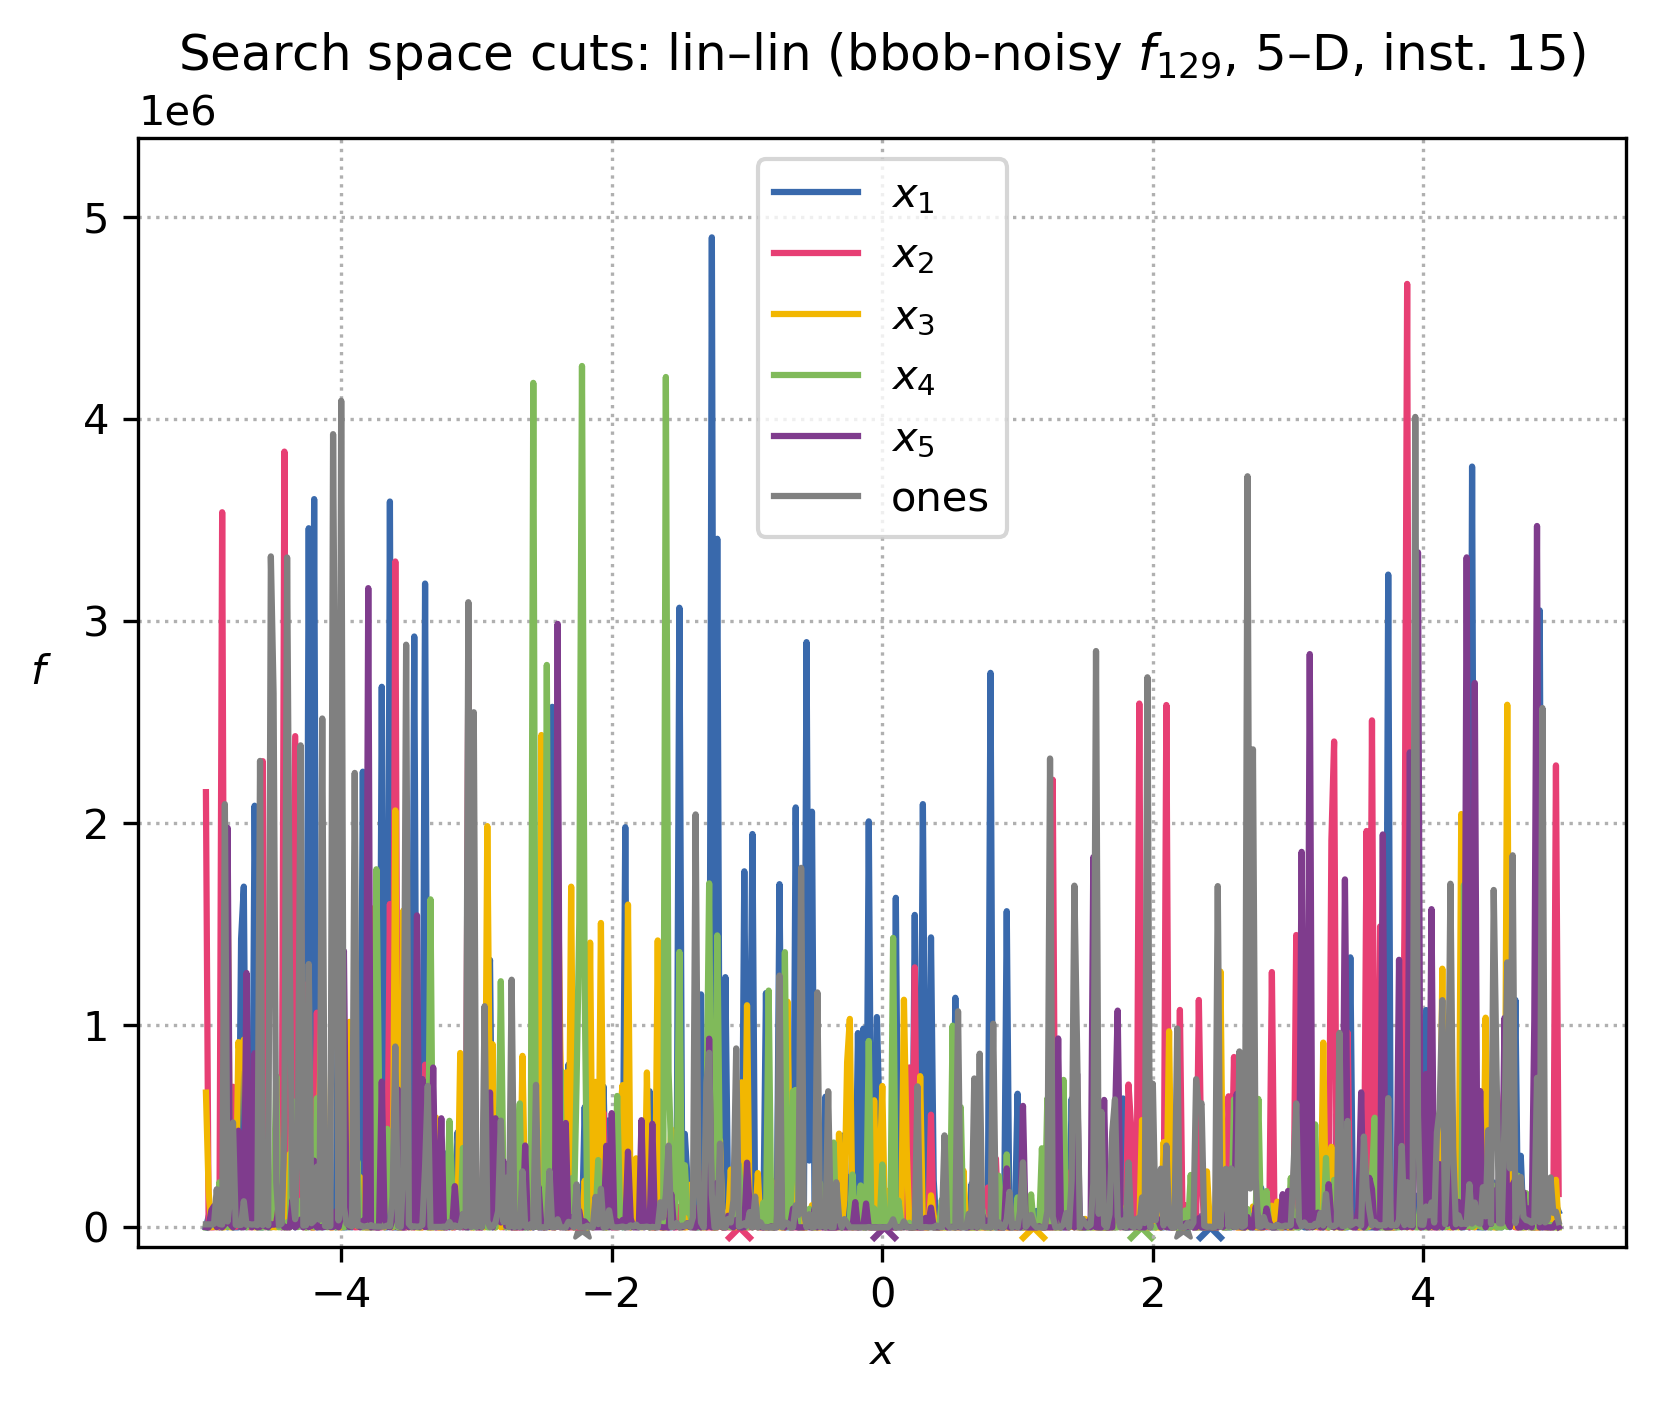 Search space cuts: lin–lin (bbob-noisy f₁₂₉, 5–D, inst. 15)
1e6
5
4
3
2
1
0
f
x₁
x₂
x₃
x₄
x₅
ones
−4 −2 0 2 4
x